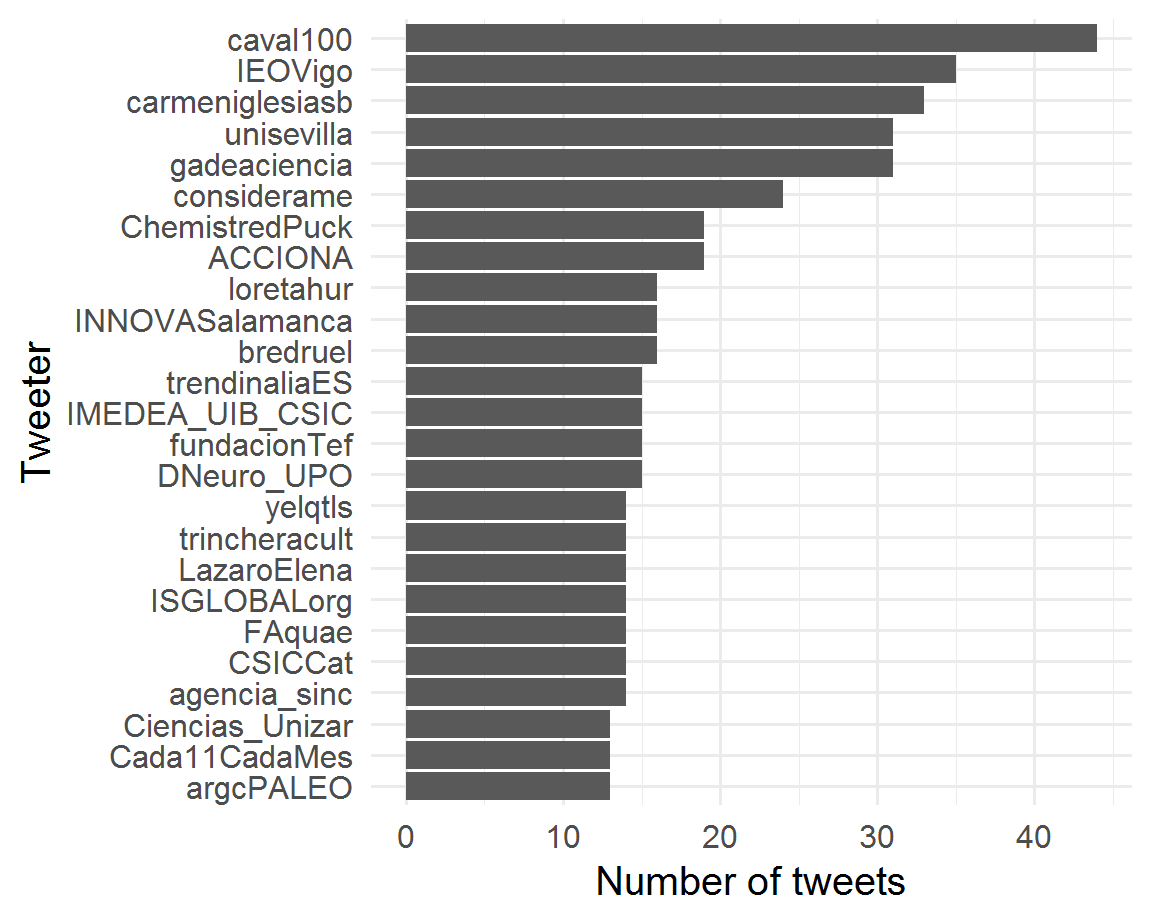 caval100
IEOVigo
carmeniglesiasb
unisevilla
gadeaciencia
considerame
ChemistredPuck
ACCIONA
loretahur
INNOVASalamanca
bredruel
trendinaliaES
IMEDEA_UIB_CSIC
fundacionTef
DNeuro_UPO
yelqtls
trincheracult
LazaroElena
ISGLOBALorg
FAquae
CSICCat
agencia_sinc
Ciencias_Unizar
Cada11CadaMes
argcPALEO
Tweeter
0 10 20 30 40
Number of tweets